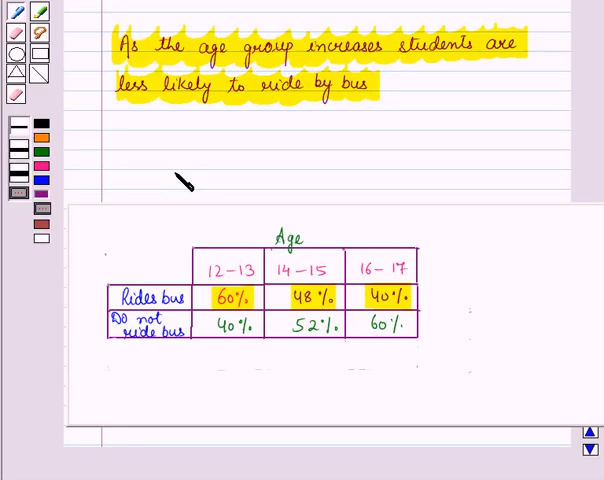 As the age group increases students are
less likely to ride by bus
Age
12-13 14-15 16-17
Rides bus 60% 48% 40%
Do not
ride bus 40% 52% 60%